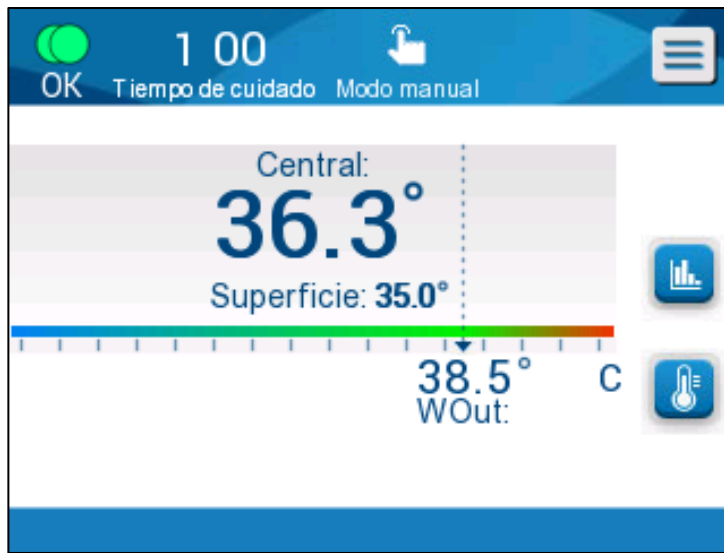 OK
1 00
Tiempo de cuidado
Modo manual
Central:
36.3°
Superficie: 35.0°
38.5° C
WOut: